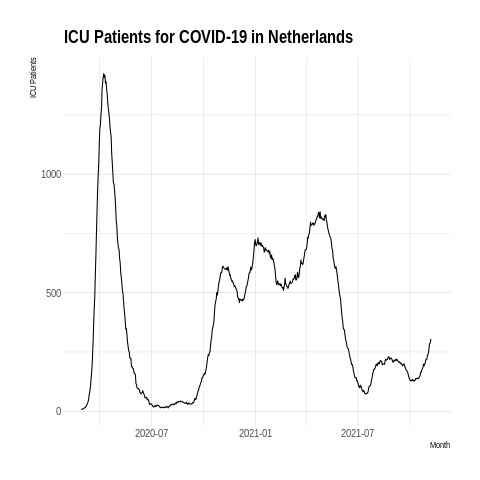 ICU Patients for COVID-19 in Netherlands
ICU Patients
1000
500
0
2020-07
2021-01
2021-07
Month